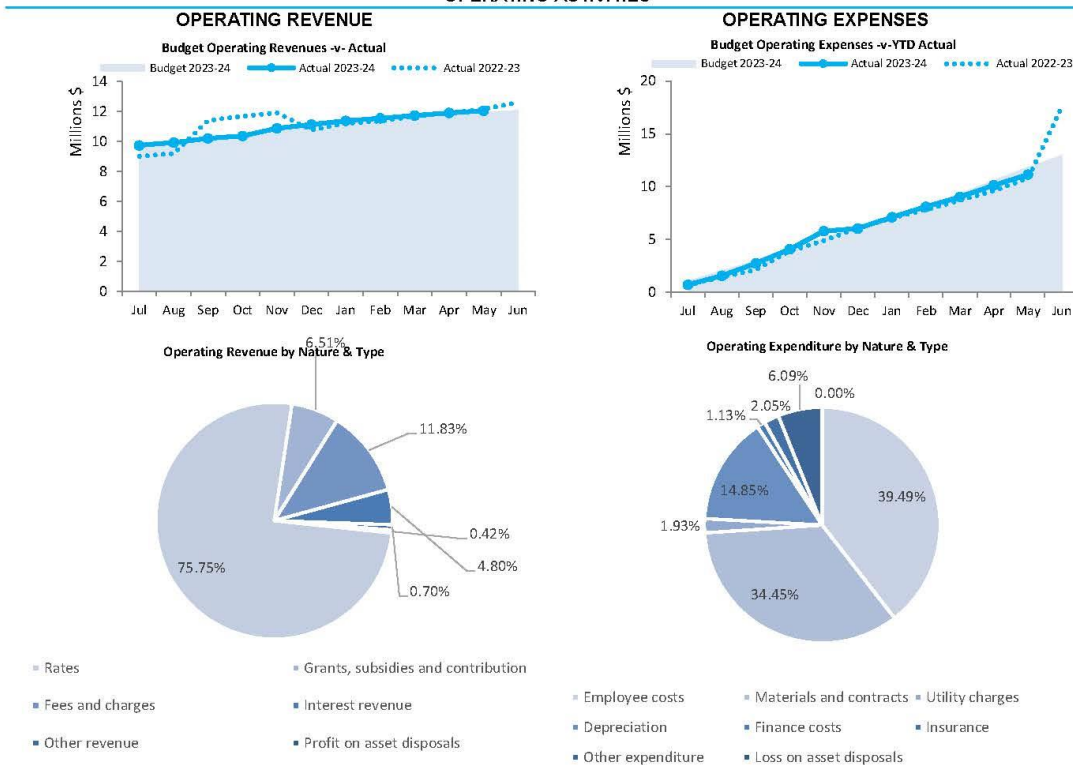 OPERATING ACTIVITIES
OPERATING REVENUE
Budget Operating Revenues -v- Actual
Budget 2023-24 Actual 2023-24 Actual 2022-23
Millions $
14
12
10
8
6
4
2
0
Jul Aug Sep Oct Nov Dec Jan Feb Mar Apr May Jun
OPERATING EXPENSES
Budget Operating Expenses -v-YTD Actual
Budget 2023-24 Actual 2023-24 Actual 2022-23
Millions $
20
15
10
5
0
Jul Aug Sep Oct Nov Dec Jan Feb Mar Apr May Jun
Operating Revenue by Nature & Type
6.51%
11.83%
0.42%
4.80%
0.70%
75.75%
Rates
Grants, subsidies and contribution
Fees and charges
Interest revenue
Other revenue
Profit on asset disposals
Operating Expenditure by Nature & Type
6.09%
0.00%
2.05%
1.13%
14.85%
39.49%
1.93%
34.45%
Employee costs
Materials and contracts
Utility charges
Depreciation
Finance costs
Insurance
Other expenditure
Loss on asset disposals